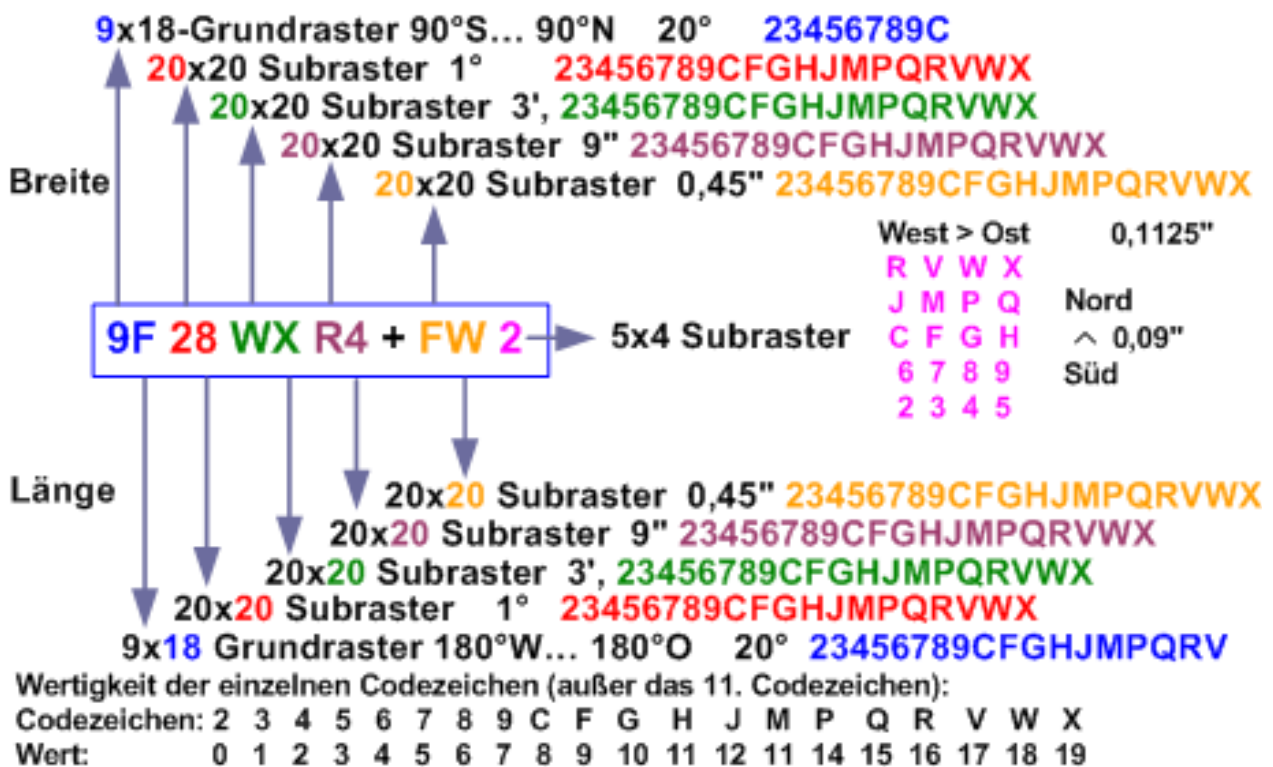 9x18-Grundraster 90°S... 90°N 20° 23456789C
20x20 Subraster 1° 23456789CFGHJMPQRVWX
20x20 Subraster 3', 23456789CFGHJMPQRVWX
20x20 Subraster 9" 23456789CFGHJMPQRVWX
Breite
20x20 Subraster 0,45" 23456789CFGHJMPQRVWX
West > Ost 0,1125"
R V W X
J M P Q Nord
9F 28 WX R4 + FW 2 5x4 Subraster C F G H ^ 0,09"
6 7 8 9 Süd
2 3 4 5
Länge
20x20 Subraster 0,45" 23456789CFGHJMPQRVWX
20x20 Subraster 9" 23456789CFGHJMPQRVWX
20x20 Subraster 3', 23456789CFGHJMPQRVWX
20x20 Subraster 1° 23456789CFGHJMPQRVWX
9x18 Grundraster 180°W... 180°O 20° 23456789CFGHJMPQRV
Wertigkeit der einzelnen Codezeichen (außer das 11. Codezeichen):
Codezeichen: 2 3 4 5 6 7 8 9 C F G H J M P Q R V W X
Wert: 0 1 2 3 4 5 6 7 8 9 10 11 12 11 14 15 16 17 18 19